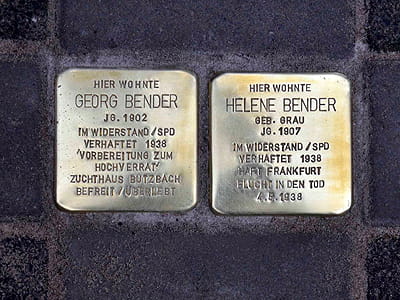 HIER WOHNTE
GEORG BENDER
JG. 1902
IM WIDERSTAND/SPD
VERHAFTET 1938
'VORBEREITUNG ZUM
HOCHVERRAT'
ZUCHTHAUS BUTZBACH
BEFREIT/ÜBERLEBT
HIER WOHNTE
HELENE BENDER
GEB. GRAU
JG. 1907
IM WIDERSTAND/SPD
VERHAFTET 1938
HAFT FRANKFURT
FLUCHT IN DEN TOD
4.5.1938